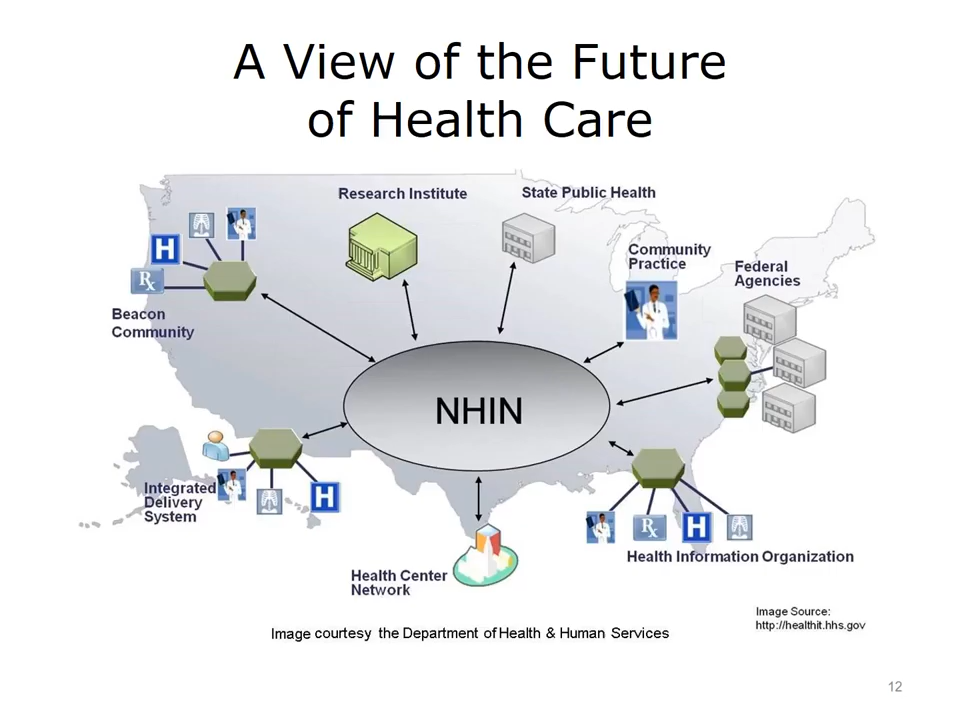 A View of the Future
of Health Care
Research Institute
State Public Health
Community
Practice
Federal
Agencies
H
Rx
Beacon
Community
NHIN
Integrated
Delivery
System
H
Rx
H
Health Information Organization
Health Center
Network
Image Source:
http://healthit.hhs.gov
Image courtesy the Department of Health & Human Services
12